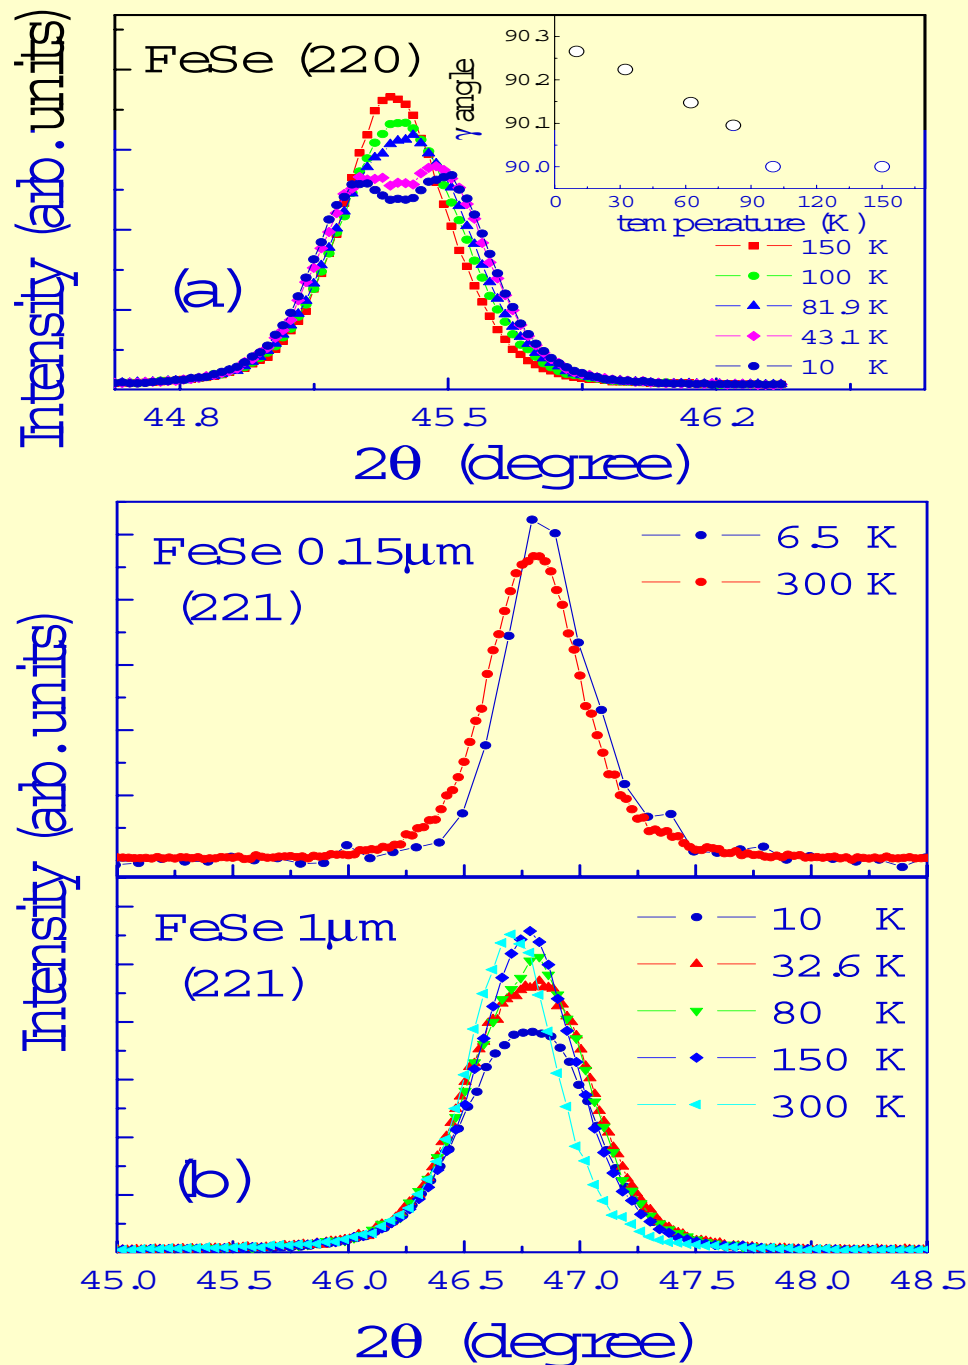 Intensity (ab. units)
FeSe (220)
90.3
90.2
90.1
90.0
γ angle
0 30 60 90 120 150
temperature (K)
150 K
100 K
81.9 K
43.1 K
10 K
(a)
44.8 45.5 46.2
2θ (degree)
Intensity (ab. units)
FeSe 0.15μm
(221)
6.5 K
300 K
FeSe 1μm
(221)
10 K
32.6 K
80 K
150 K
300 K
(b)
45.0 45.5 46.0 46.5 47.0 47.5 48.0 48.5
2θ (degree)